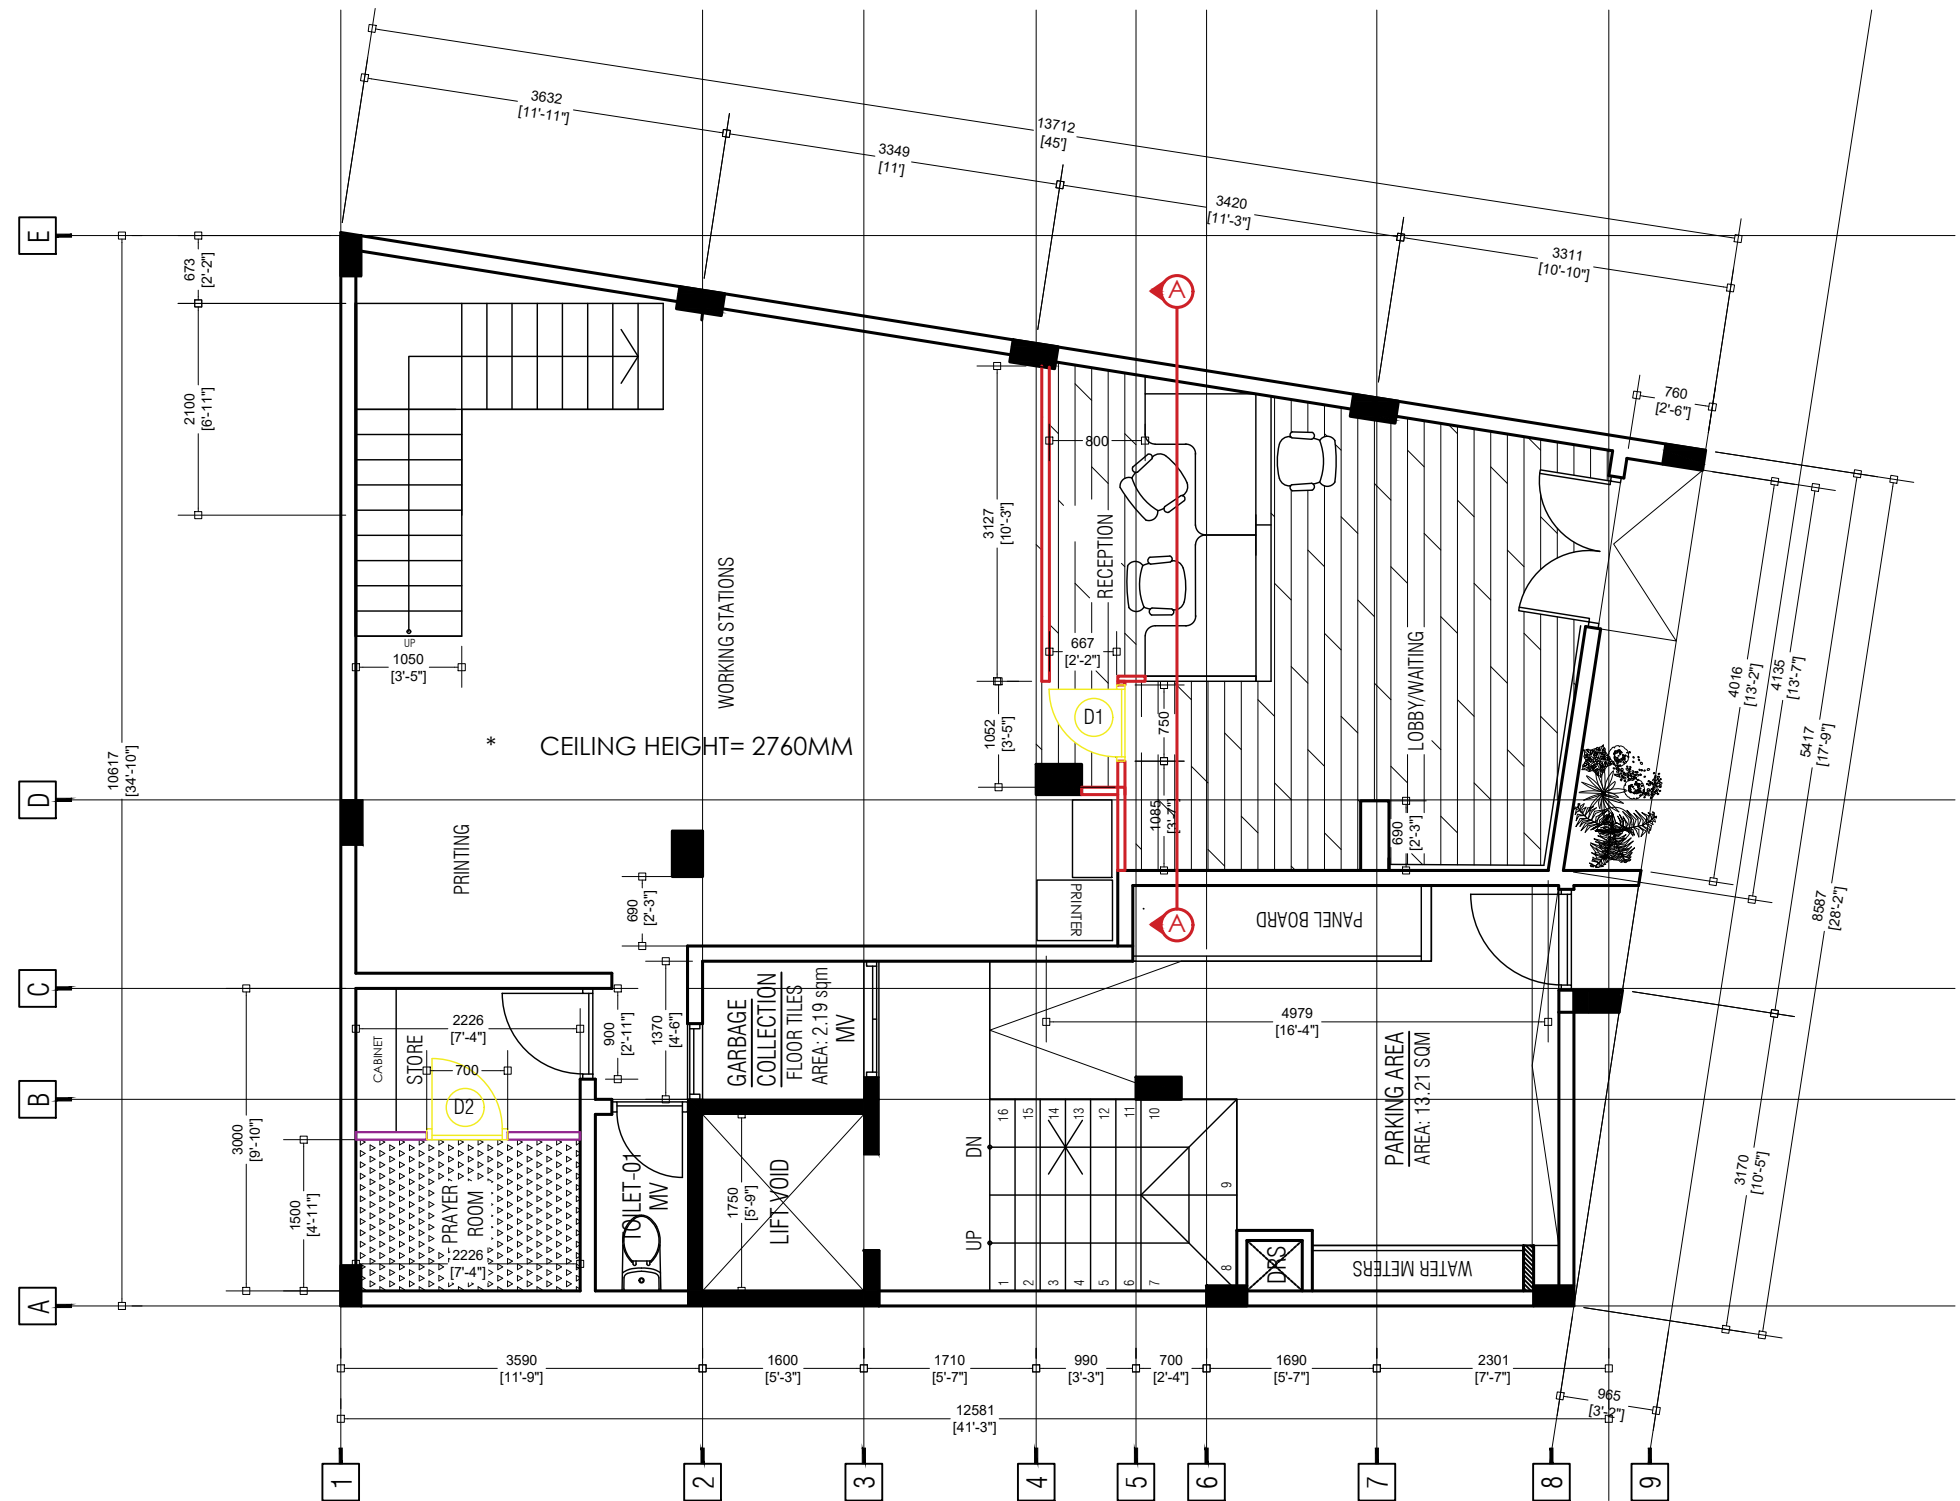 3632
[11'-11"]
13712
[45']
3349
[11']
3420
[11'-3"]
3311
[10'-10"]
E
673
[2'-2"]
A
2100
[6'-11"]
760
[2'-6"]
800
3127
[10'-3"]
RECEPTION
WORKING STATIONS
UP
1050
[3'-5"]
667
[2'-2"]
LOBBY/WAITING
4016
[13'-2"]
4135
[13'-7"]
5417
[17'-9"]
8587
[28'-2"]
D1
750
1052
[3'-5"]
* CEILING HEIGHT= 2760MM
10617
[34'-10"]
D
1085
[3'-7"]
690
[2'-3"]
PRINTING
690
[2'-3"]
PRINTER
A
PANEL BOARD
C
GARBAGE
COLLECTION
FLOOR TILES
AREA: 2.19 sqm
MV
2226
[7'-4"]
900
[2'-11"]
1370
[4'-6"]
4979
[16'-4"]
CABINET
STORE
700
D2
PARKING AREA
AREA: 13.21 SQM
B
3000
[9'-10"]
1500
[4'-11"]
16
15
14
13
12
11
10
DN
9
PRAYER
ROOM
2226
[7'-4"]
TOILET-01
MV
1750
[5'-9"]
LIFT VOID
UP
1
2
3
4
5
6
7
8
DRS
WATER METERS
3170
[10'-5"]
A
3590
[11'-9"]
1600
[5'-3"]
1710
[5'-7"]
990
[3'-3"]
700
[2'-4"]
1690
[5'-7"]
2301
[7'-7"]
965
[3'-2"]
12581
[41'-3"]
1
2
3
4
5
6
7
8
9